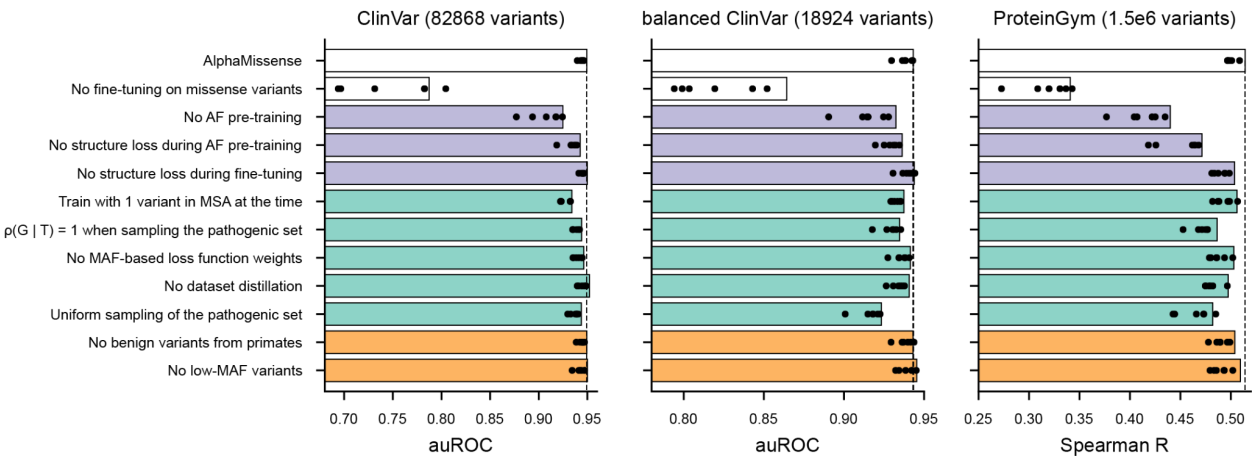 ClinVar (82868 variants)
balanced ClinVar (18924 variants)
ProteinGym (1.5e6 variants)
AlphaMissense
No fine-tuning on missense variants
No AF pre-training
No structure loss during AF pre-training
No structure loss during fine-tuning
Train with 1 variant in MSA at the time
ρ(G | T) = 1 when sampling the pathogenic set
No MAF-based loss function weights
No dataset distillation
Uniform sampling of the pathogenic set
No benign variants from primates
No low-MAF variants
0.70 0.75 0.80 0.85 0.90 0.95
0.80 0.85 0.90 0.95
0.25 0.30 0.35 0.40 0.45 0.50
auROC
auROC
Spearman R